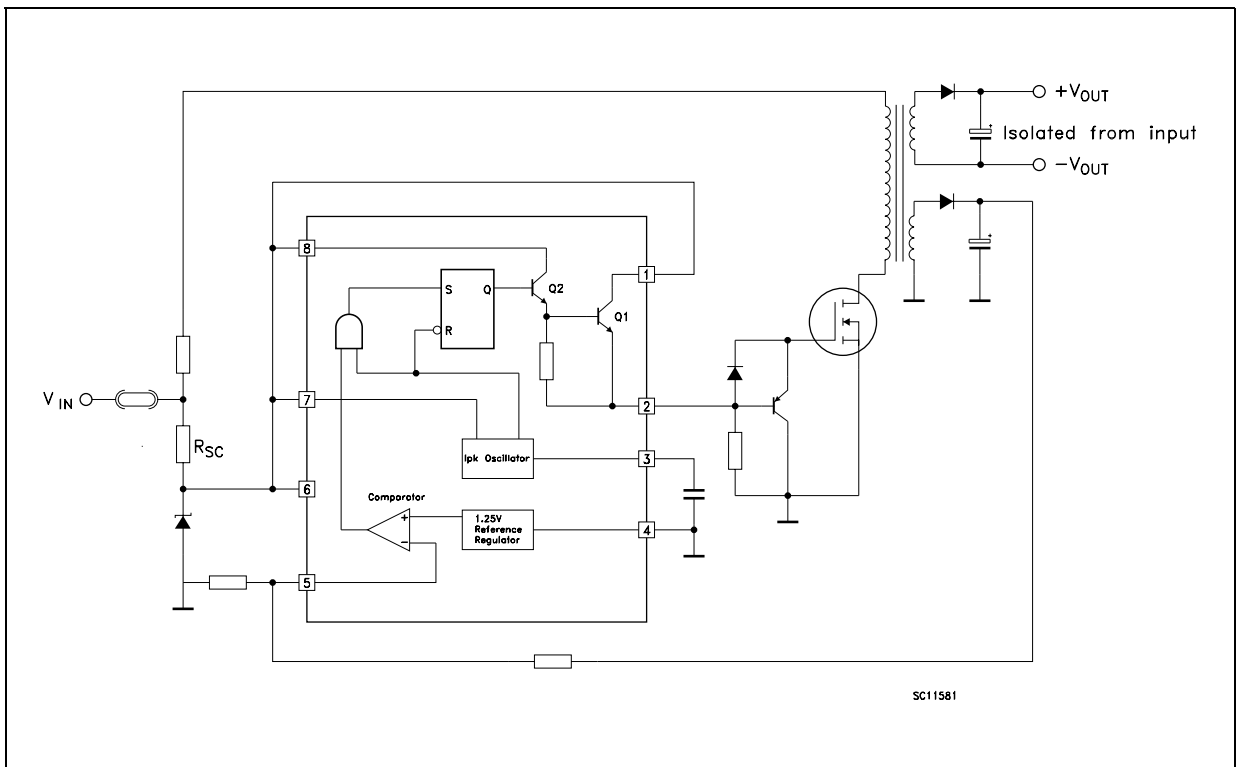 +VOUT
Isolated from input
-VOUT
8
1
S Q
Q2
Q1
R
VIN
7
2
RSC
Ipk Oscillator
3
6
Comparator
+
-
1.25V
Reference
Regulator
4
5
SC11581